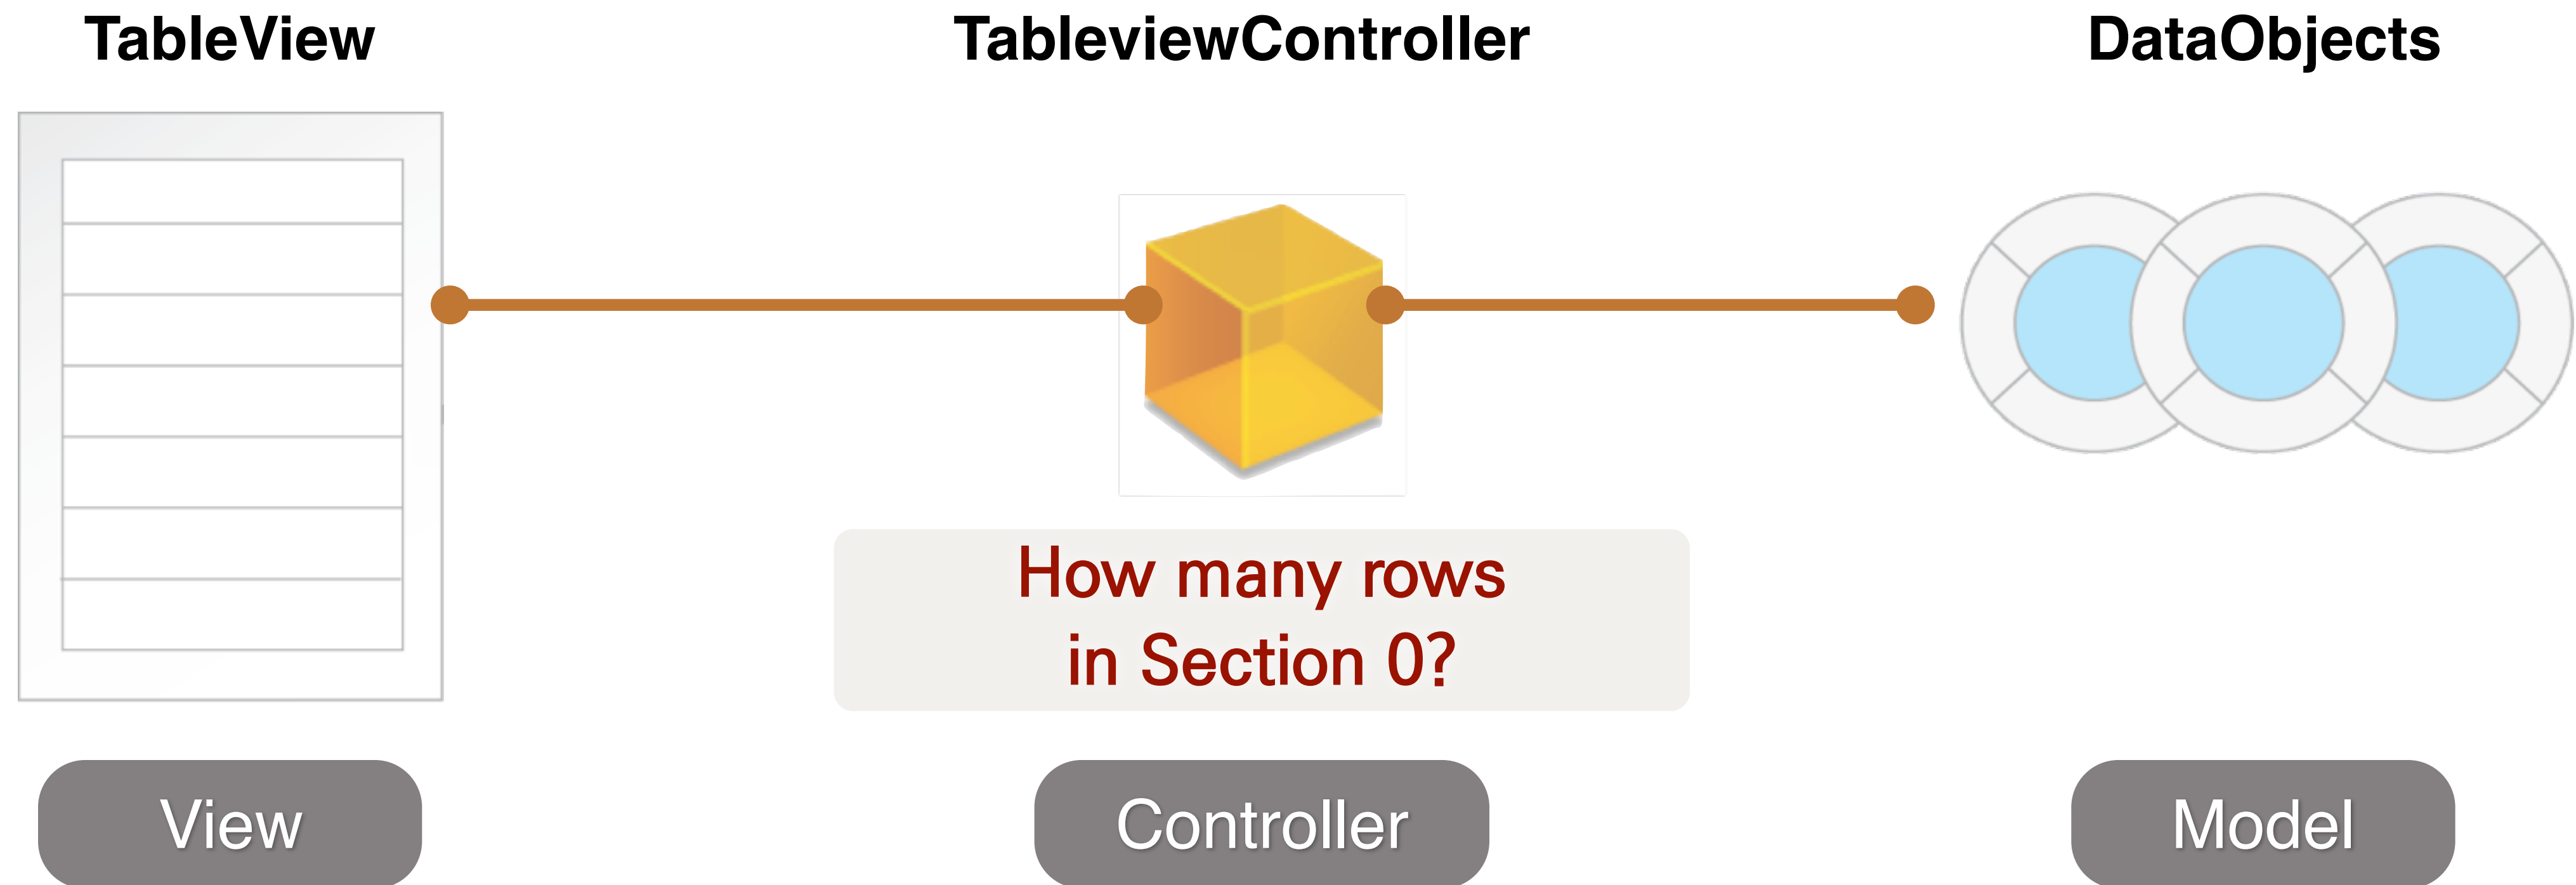 TableView
TableviewController
DataObjects
How many rows
in Section 0?
View
Controller
Model